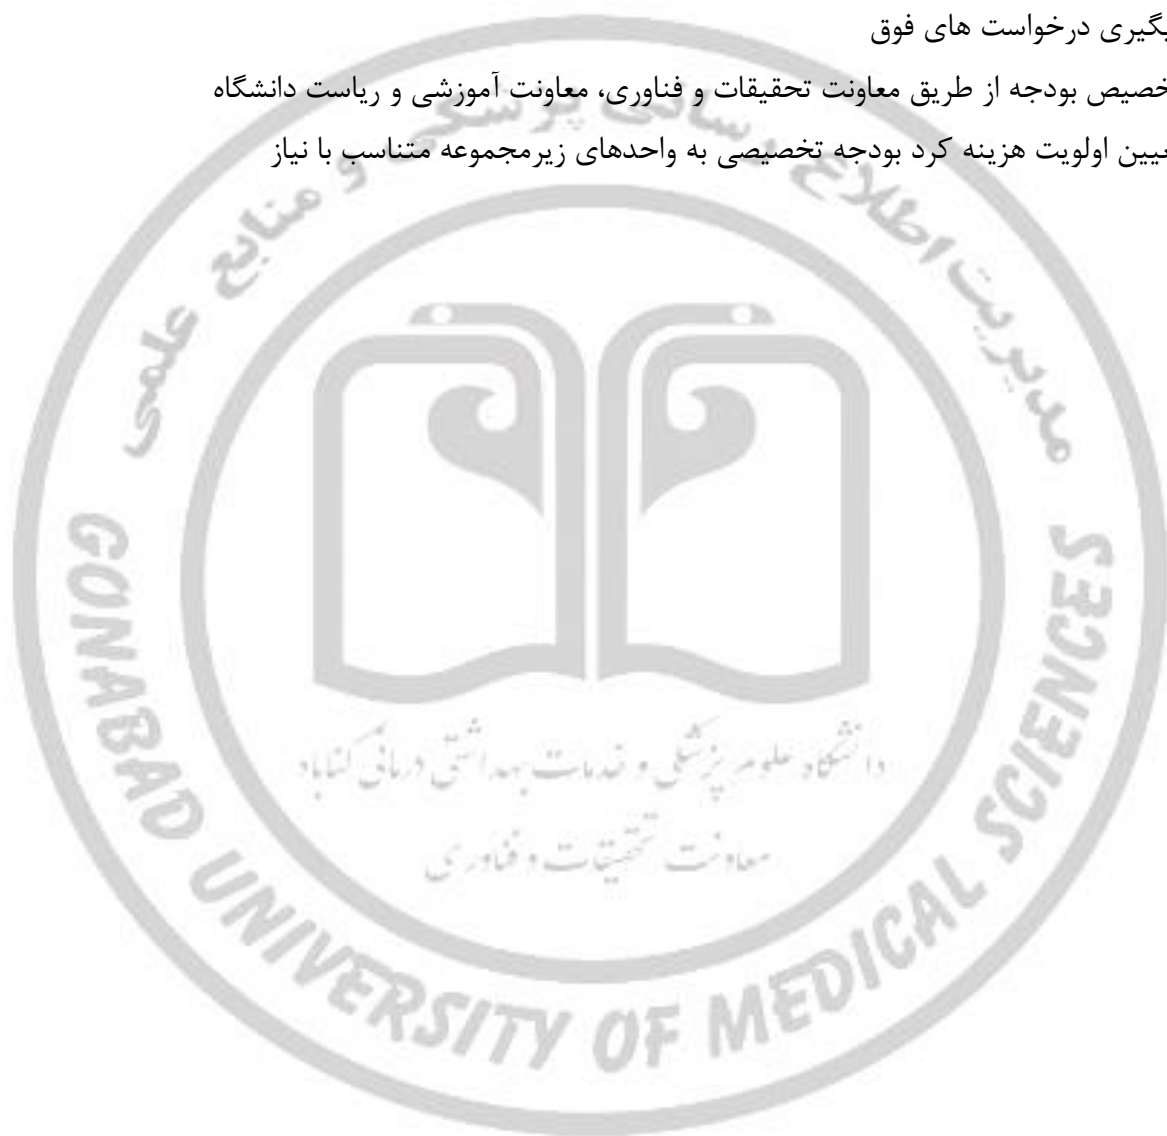 یگیری درخواست های فوق
خصیص بودجه از طریق معاونت تحقیقات و فناوری، معاونت آموزشی و ریاست دانشگاه
عیین اولویت هزینه کرد بودجه تخصیصی به واحدهای زیرمجموعه متناسب با نیاز
مدیریت اطلاع رسانی پزشکی و منابع علمی
دانشگاه علوم پزشکی و خدمات بهداشتی درمانی گناباد
معاونت تحقیقات و فناوری
GONABAD UNIVERSITY OF MEDICAL SCIENCES